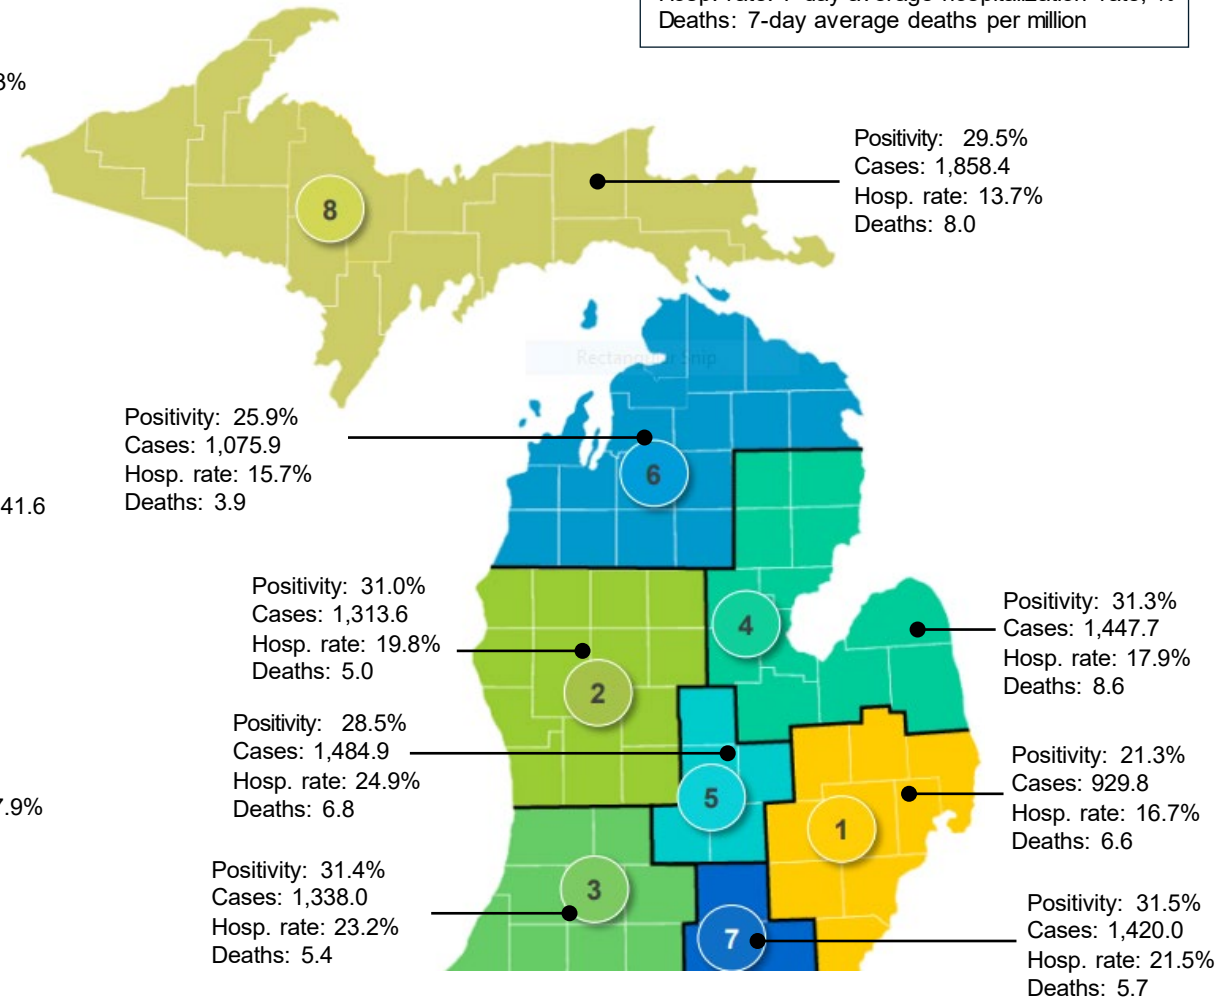 Deaths: 7-day average deaths per million
3%
Positivity: 29.5%
Cases: 1,858.4
Hosp. rate: 13.7%
Deaths: 8.0
8
Rectangular Snip
Positivity: 25.9%
Cases: 1,075.9
Hosp. rate: 15.7%
Deaths: 3.9
6
41.6
Positivity: 31.0%
Cases: 1,313.6
Hosp. rate: 19.8%
Deaths: 5.0
2
4
Positivity: 31.3%
Cases: 1,447.7
Hosp. rate: 17.9%
Deaths: 8.6
Positivity: 28.5%
Cases: 1,484.9
Hosp. rate: 24.9%
Deaths: 6.8
5
1
Positivity: 21.3%
Cases: 929.8
Hosp. rate: 16.7%
Deaths: 6.6
7.9%
Positivity: 31.4%
Cases: 1,338.0
Hosp. rate: 23.2%
Deaths: 5.4
3
7
Positivity: 31.5%
Cases: 1,420.0
Hosp. rate: 21.5%
Deaths: 5.7